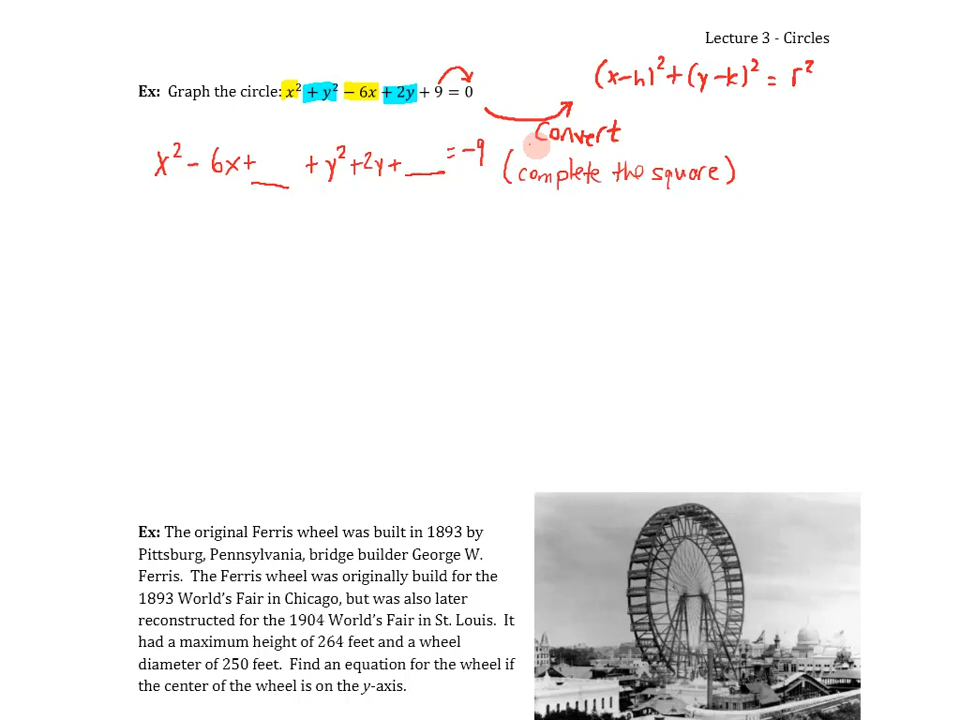 Lecture 3 - Circles
(x-h)² + (y-k)² = r²
Ex: Graph the circle: x² + y² − 6x + 2y + 9 = 0
Convert
x² - 6x + __ + y² + 2y + __ = -9 (complete the square)
Ex: The original Ferris wheel was built in 1893 by
Pittsburg, Pennsylvania, bridge builder George W.
Ferris. The Ferris wheel was originally build for the
1893 World's Fair in Chicago, but was also later
reconstructed for the 1904 World's Fair in St. Louis. It
had a maximum height of 264 feet and a wheel
diameter of 250 feet. Find an equation for the wheel if
the center of the wheel is on the y-axis.